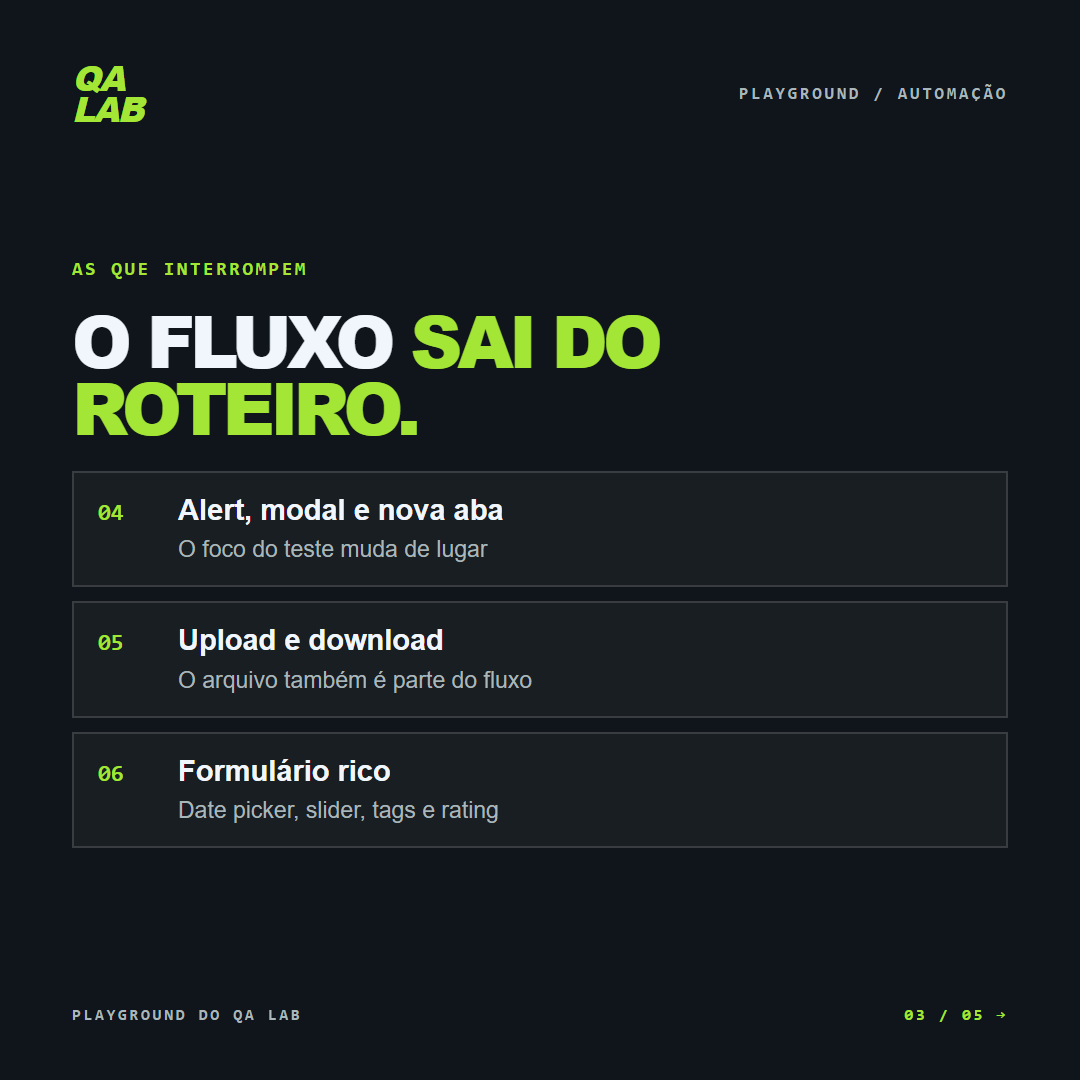 QA
LAB
PLAYGROUND / AUTOMAÇÃO
AS QUE INTERROMPEM
O FLUXO SAI DO
ROTEIRO.
04
Alert, modal e nova aba
O foco do teste muda de lugar
05
Upload e download
O arquivo também é parte do fluxo
06
Formulário rico
Date picker, slider, tags e rating
PLAYGROUND DO QA LAB
03 / 05 →